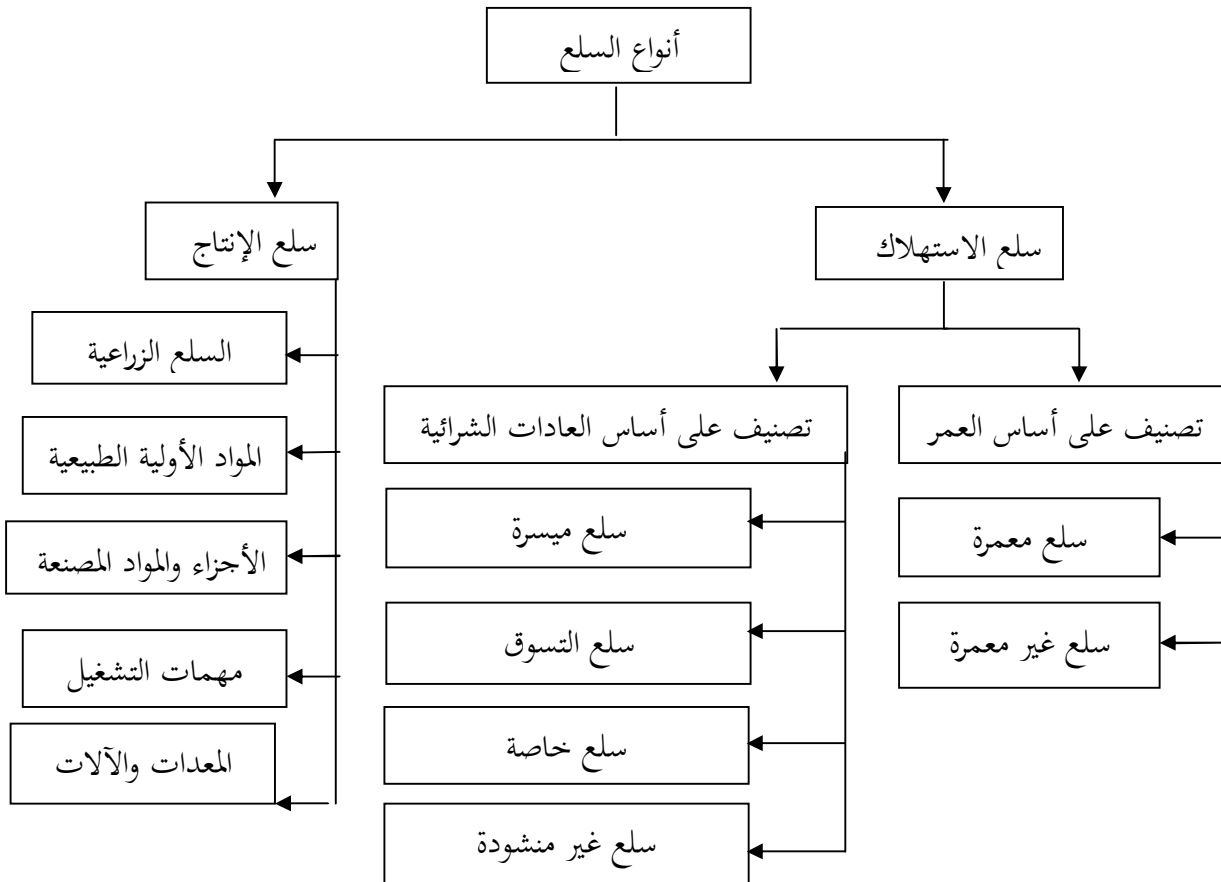 أنواع السلع
سلع الاستهلاك
سلع الإنتاج
تصنيف على أساس العمر
سلع معمرة
سلع غير معمرة
تصنيف على أساس العادات الشرائية
سلع ميسرة
سلع التسوق
سلع خاصة
سلع غير منشودة
السلع الزراعية
المواد الأولية الطبيعية
الأجزاء والمواد المصنعة
مهمات التشغيل
المعدات والآلات